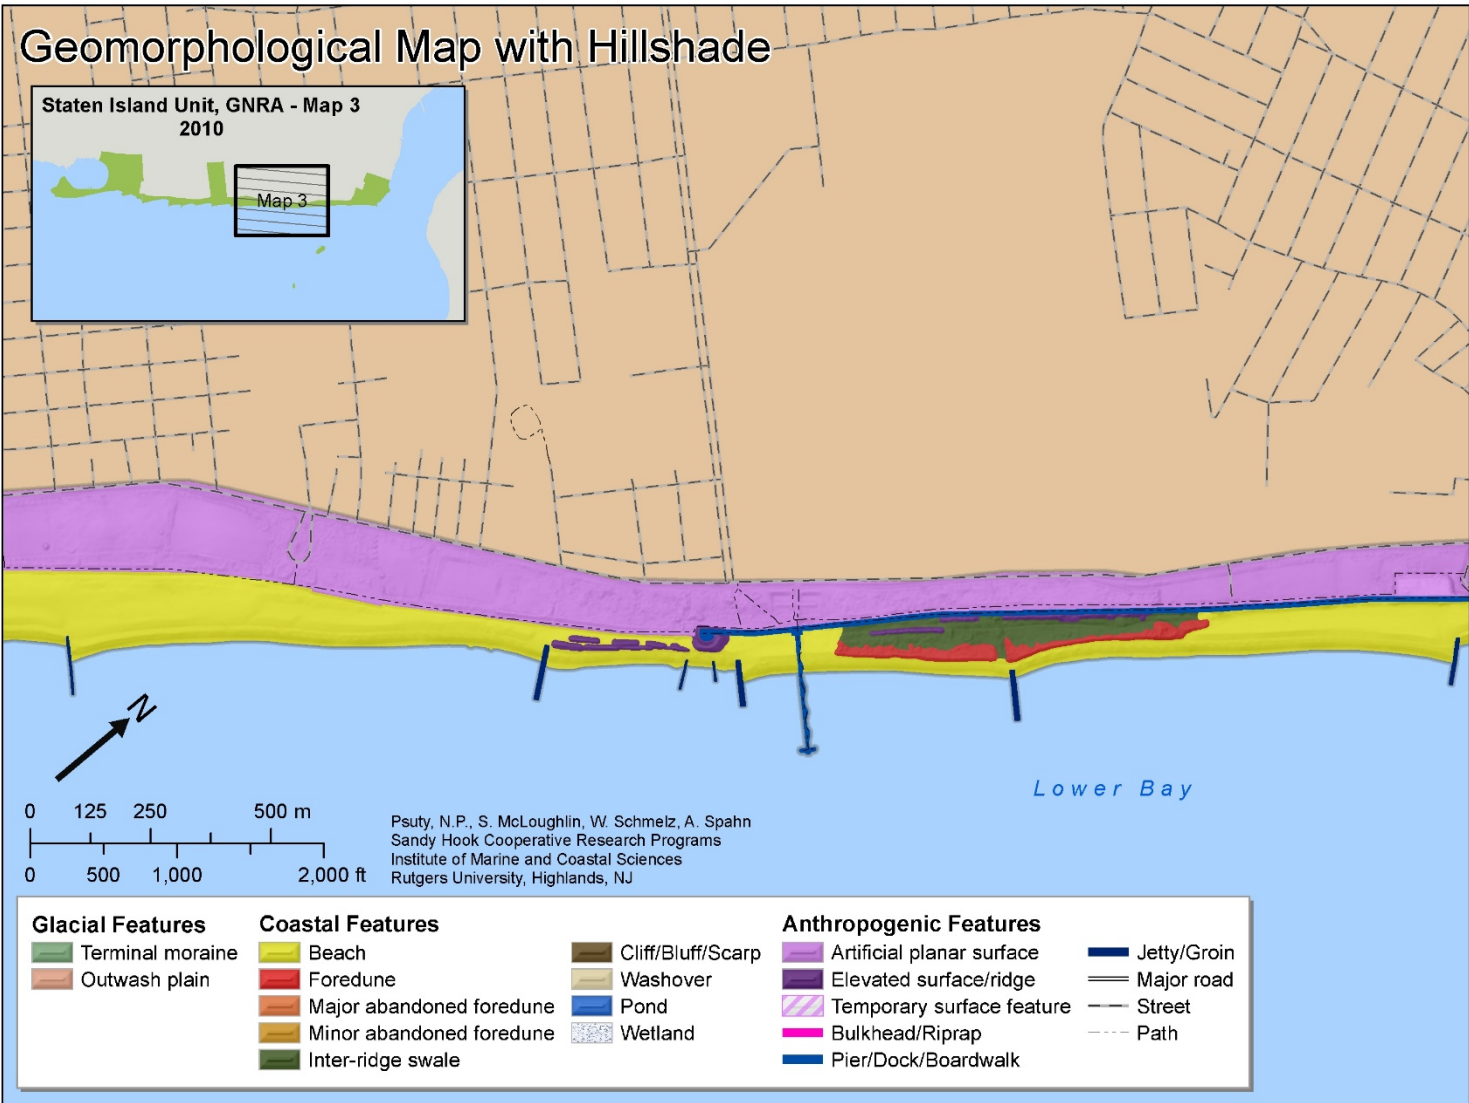 Geomorphological Map with Hillshade
Staten Island Unit, GNRA - Map 3
2010
Map 3
N
Lower Bay
0 125 250 500 m
0 500 1,000 2,000 ft
Psuty, N.P., S. McLoughlin, W. Schmelz, A. Spahn
Sandy Hook Cooperative Research Programs
Institute of Marine and Coastal Sciences
Rutgers University, Highlands, NJ
Glacial Features
Terminal moraine
Outwash plain
Coastal Features
Beach
Foredune
Major abandoned foredune
Minor abandoned foredune
Inter-ridge swale
Cliff/Bluff/Scarp
Washover
Pond
Wetland
Anthropogenic Features
Artificial planar surface
Elevated surface/ridge
Temporary surface feature
Bulkhead/Riprap
Pier/Dock/Boardwalk
Jetty/Groin
Major road
Street
Path